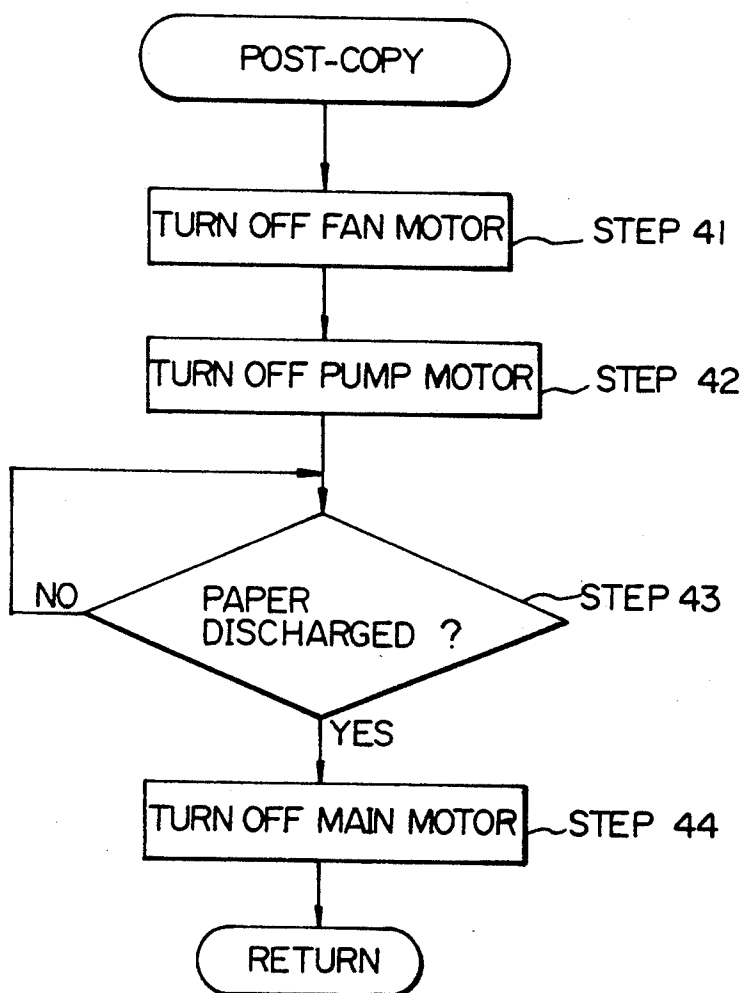 POST-COPY
TURN OFF FAN MOTOR
STEP 41
TURN OFF PUMP MOTOR
STEP 42
NO
PAPER
DISCHARGED ?
STEP 43
YES
TURN OFF MAIN MOTOR
STEP 44
RETURN